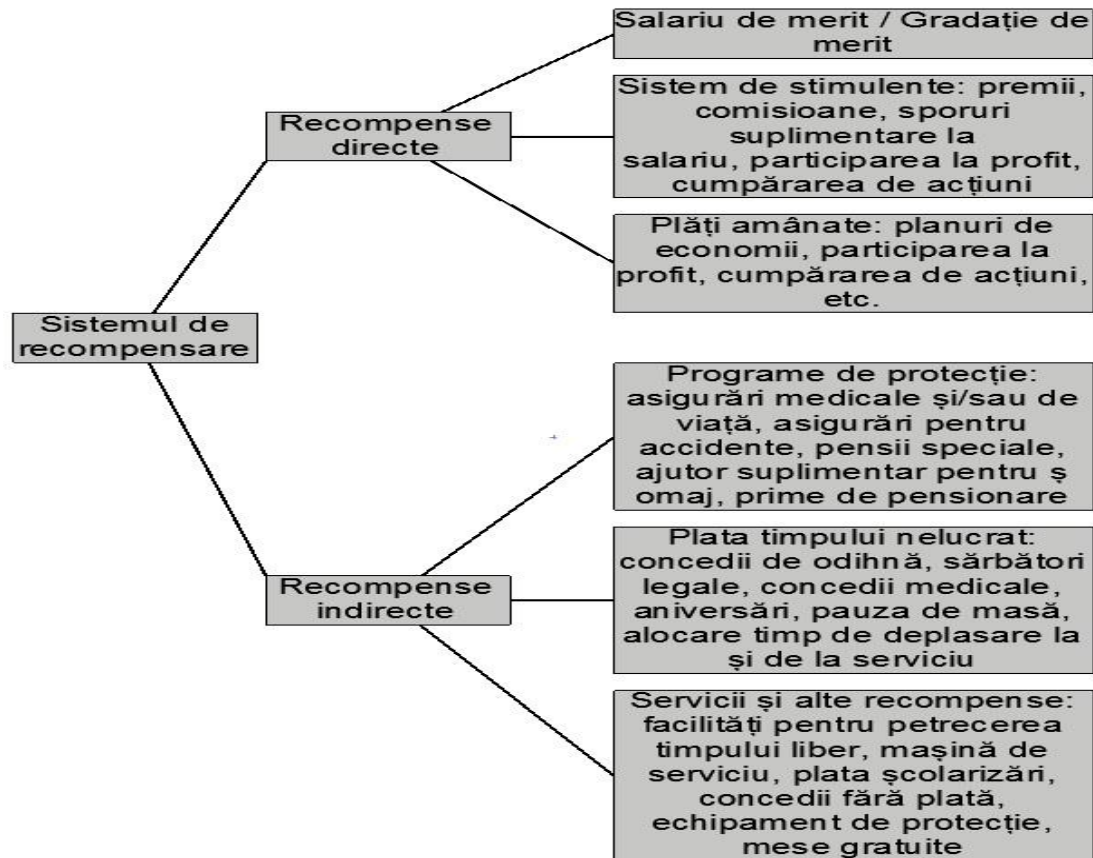 Salariu de merit / Gradație de
merit
Sistem de stimulente: premii,
comisioane, sporuri
suplimentare la
salariu, participarea la profit,
cumpărarea de acțiuni
Recompense
directe
Plăți amânate: planuri de
economii, participarea la
profit, cumpărarea de acțiuni,
etc.
Sistemul de
recompensare
Programe de protecție:
asigurări medicale și/sau de
viață, asigurări pentru
accidente, pensii speciale,
ajutor suplimentar pentru ș
omaj, prime de pensionare
Recompense
indirecte
Plata timpului nelucrat:
concedii de odihnă, sărbători
legale, concedii medicale,
aniversări, pauza de masă,
alocare timp de deplasare la
și de la serviciu
Servicii și alte recompense:
facilități pentru petrecerea
timpului liber, mașină de
serviciu, plata școlarizări,
concedii fără plată,
echipament de protecție,
mese gratuite